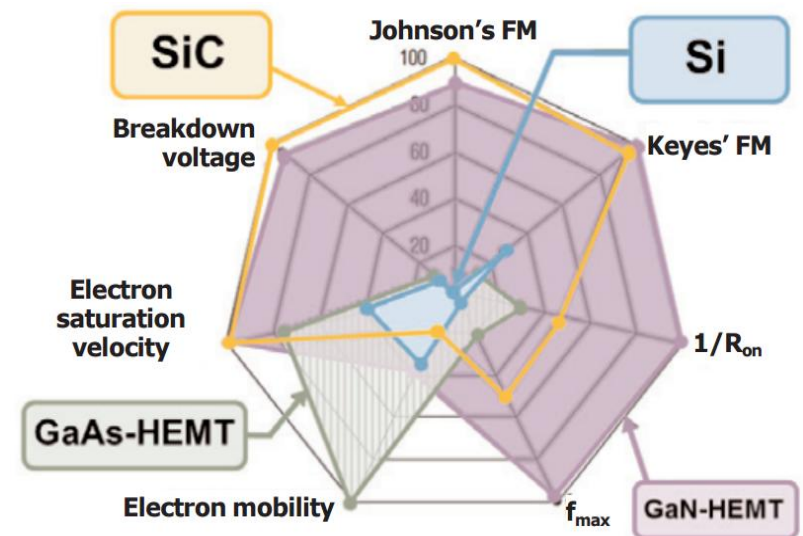 Johnson's FM
SiC
Si
100
80
60
40
20
Breakdown
voltage
Keyes' FM
Electron
saturation
velocity
1/Ron
GaAs-HEMT
Electron mobility
fmax
GaN-HEMT